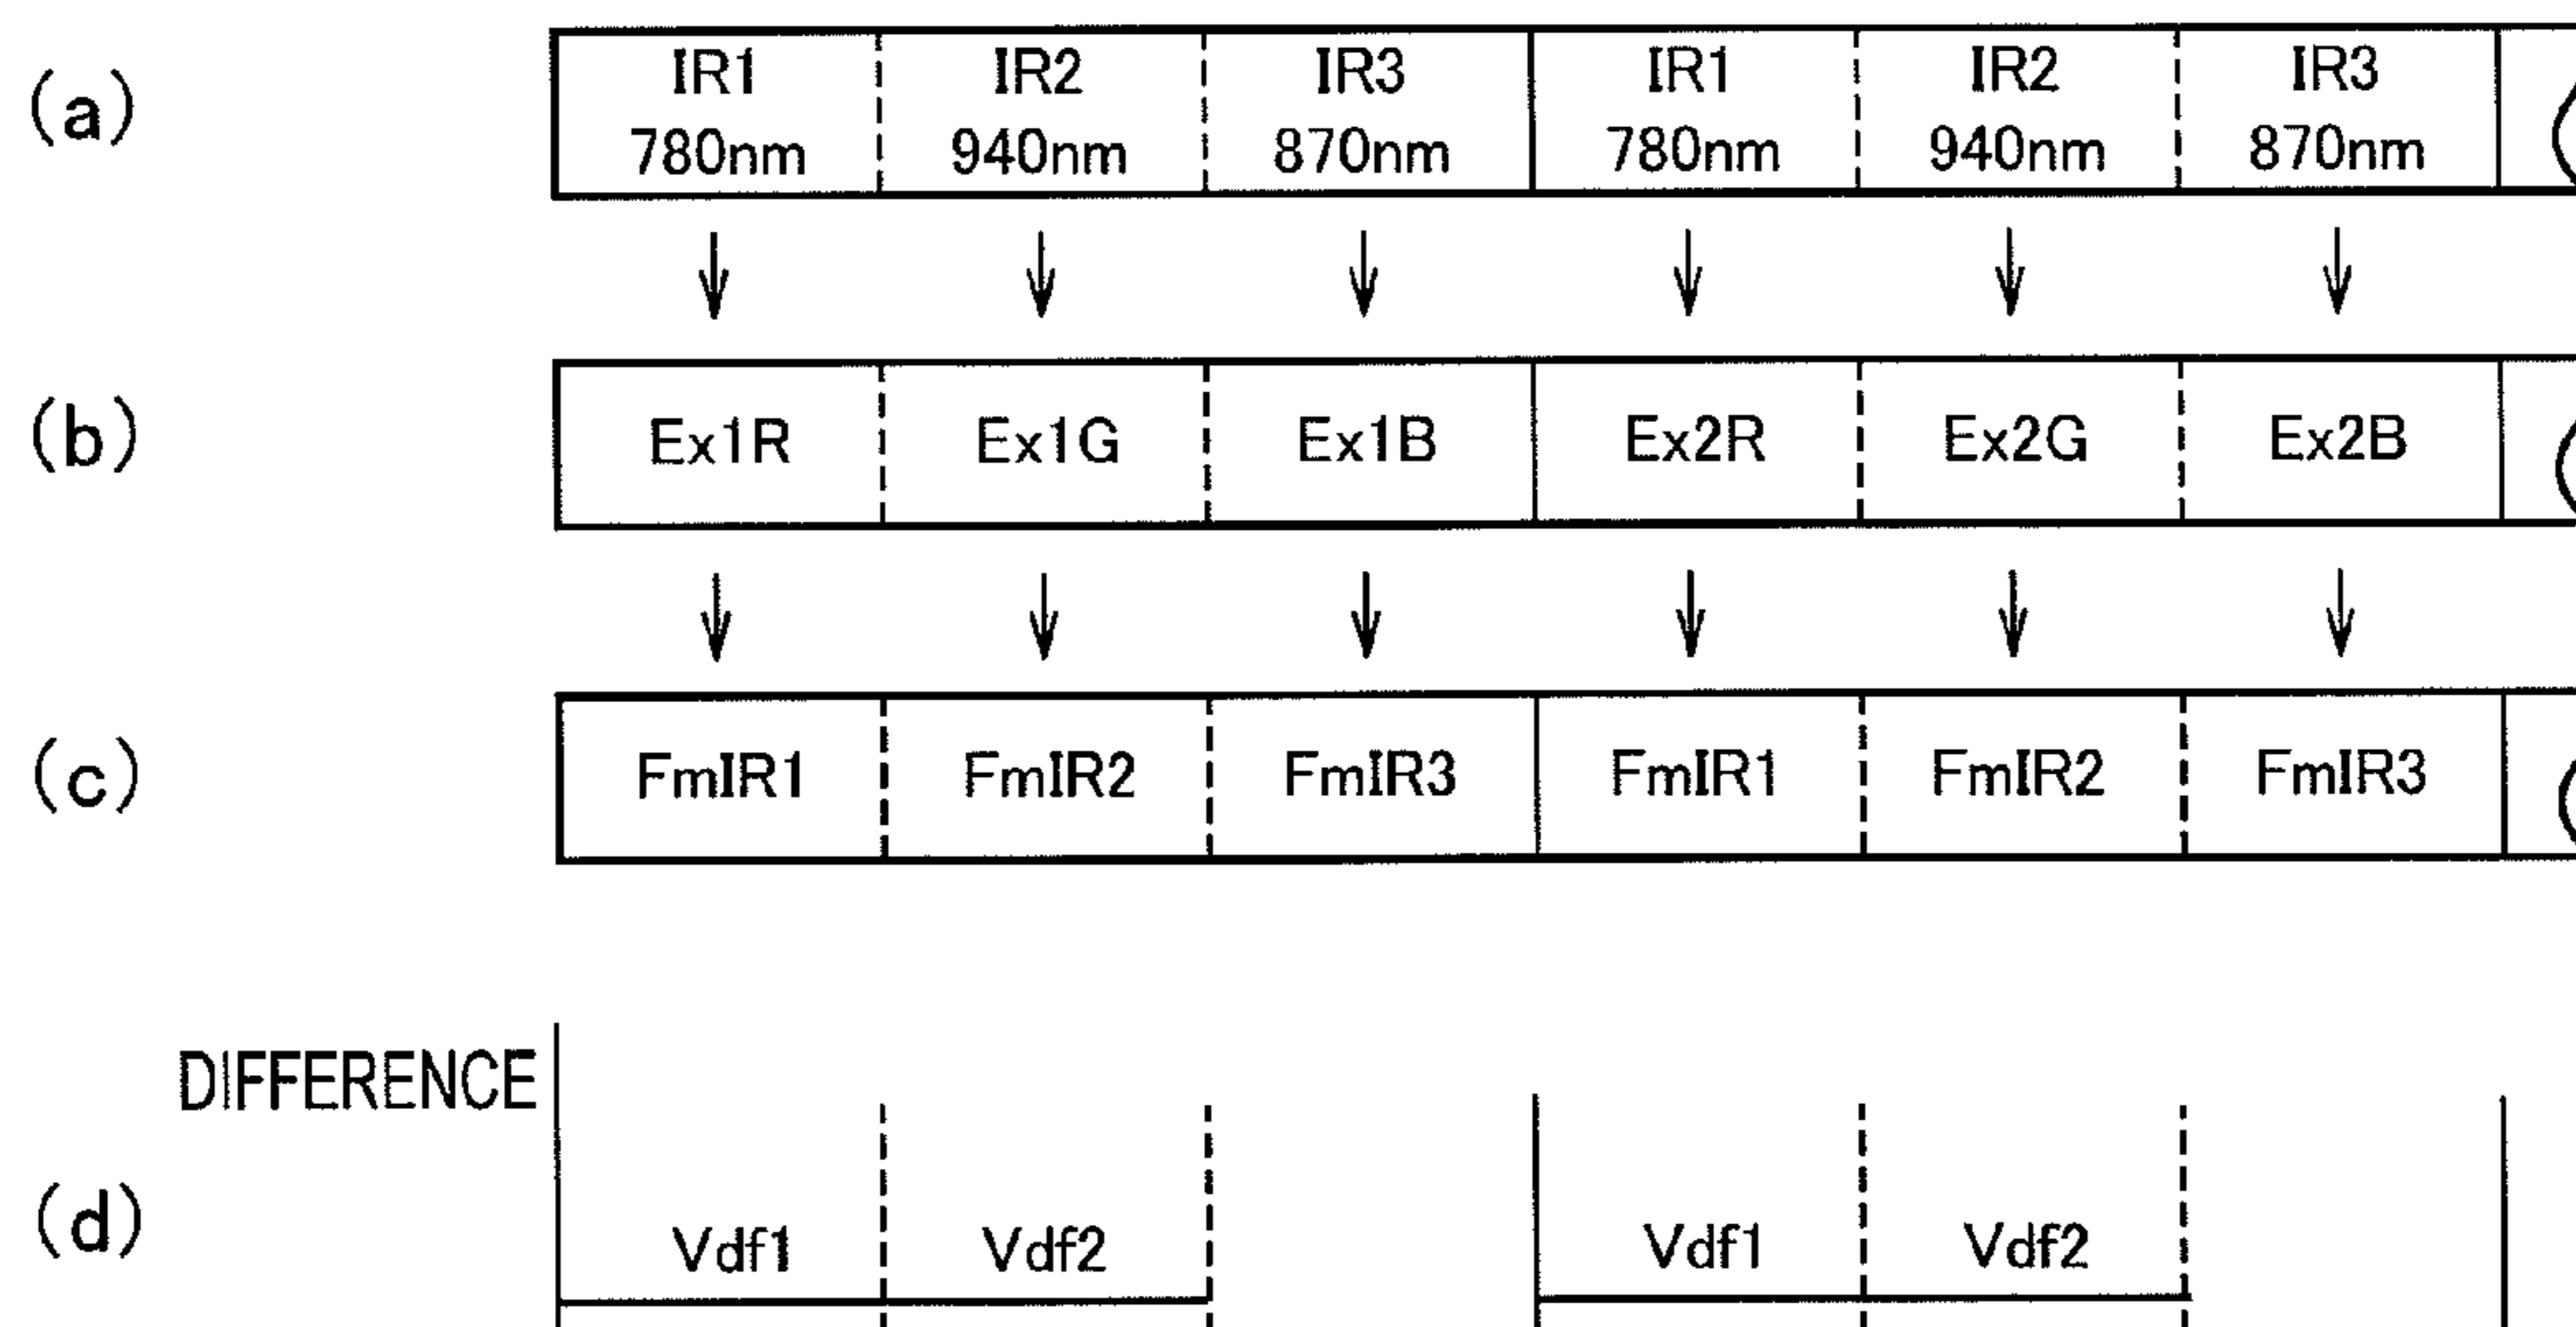 (a) IR1 IR2 IR3 IR1 IR2 IR3
780nm 940nm 870nm 780nm 940nm 870nm
(b) Ex1R Ex1G Ex1B Ex2R Ex2G Ex2B
(c) FmIR1 FmIR2 FmIR3 FmIR1 FmIR2 FmIR3
DIFFERENCE
(d) Vdf1 Vdf2 Vdf1 Vdf2